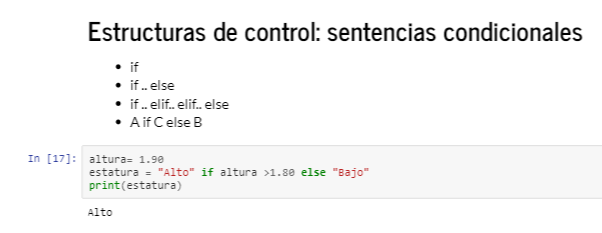 Estructuras de control: sentencias condicionales
• if
• if .. else
• if .. elif.. elif.. else
• A if C else B
In [17]:
altura= 1.90
estatura = "Alto" if altura >1.80 else "Bajo"
print(estatura)
Alto